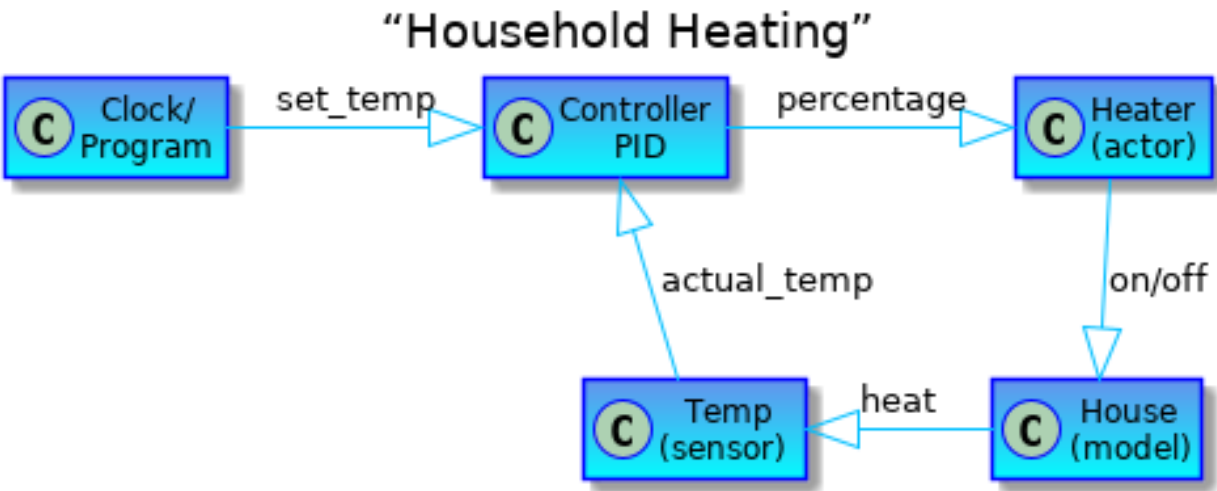 “Household Heating”
C Clock/
Program
set_temp
C Controller
PID
percentage
C Heater
(actor)
actual_temp
on/off
C Temp
(sensor)
heat
C House
(model)